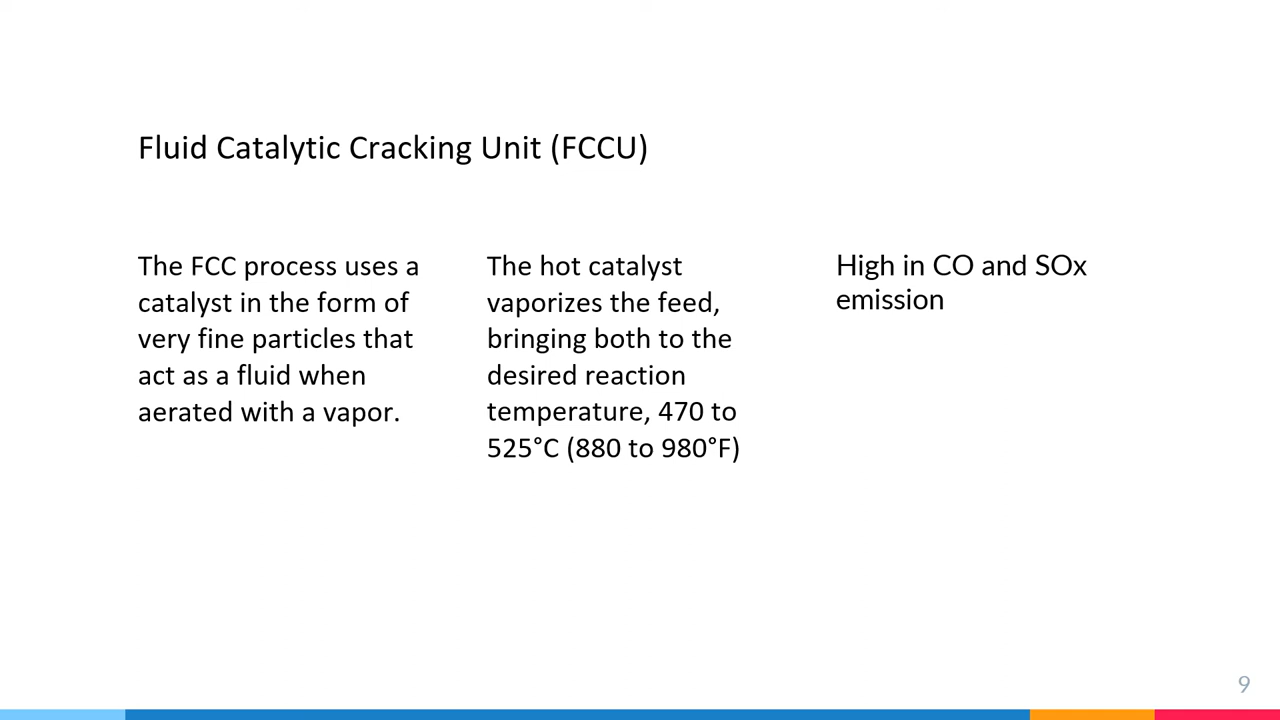 Fluid Catalytic Cracking Unit (FCCU)
The FCC process uses a
catalyst in the form of
very fine particles that
act as a fluid when
aerated with a vapor.
The hot catalyst
vaporizes the feed,
bringing both to the
desired reaction
temperature, 470 to
525°C (880 to 980°F)
High in CO and SOx
emission
9